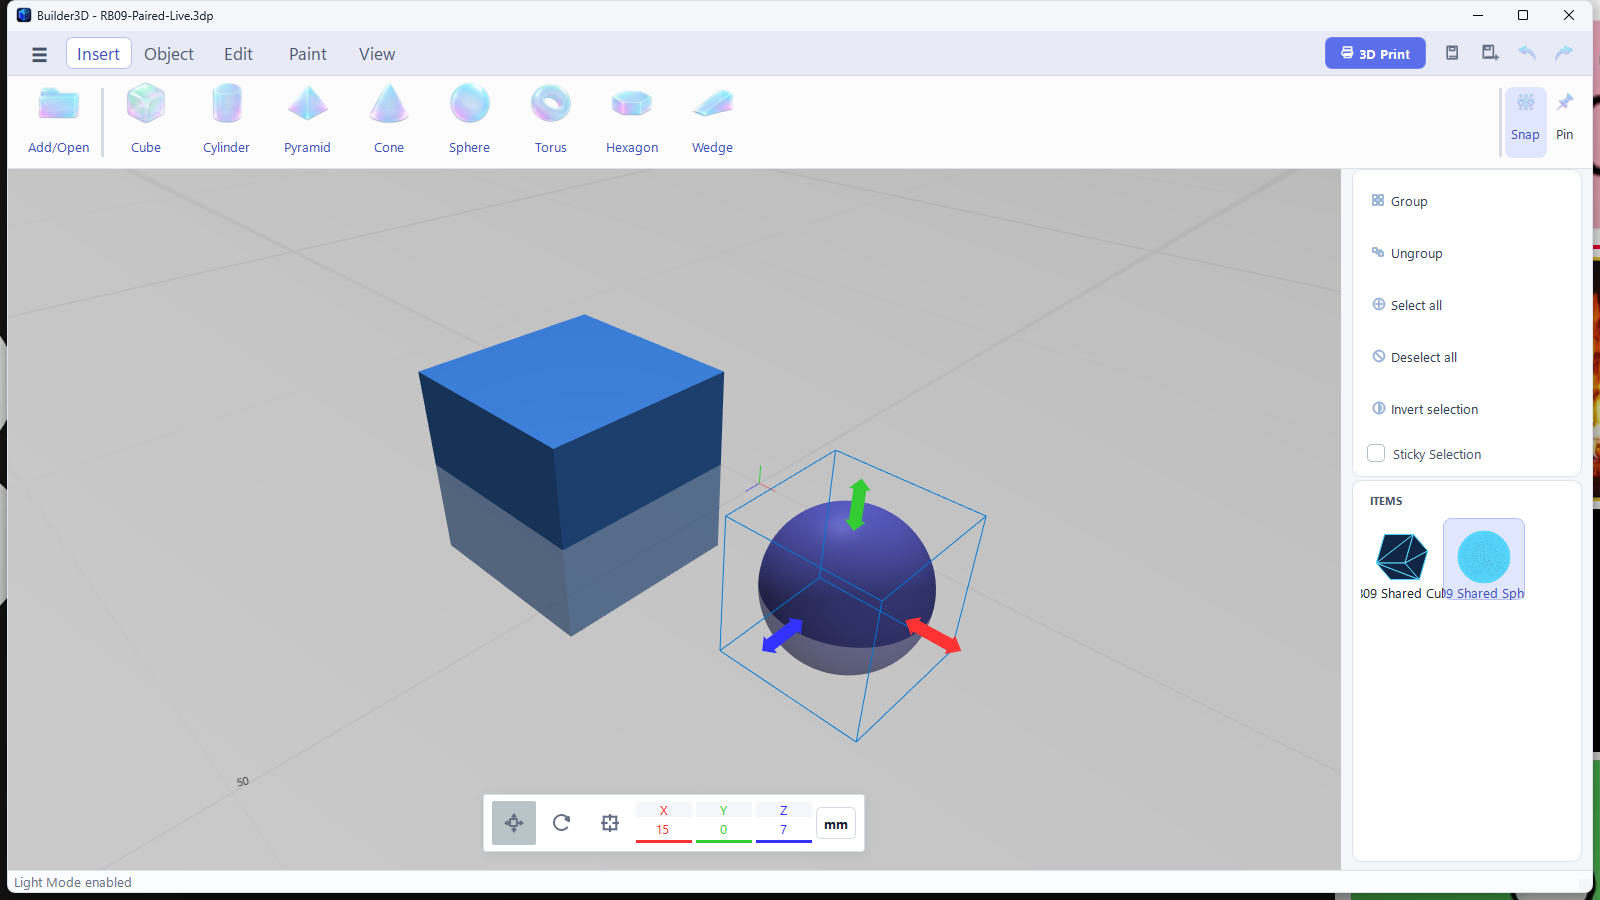 Builder3D - RB09-Paired-Live.3dp
Insert Object Edit Paint View
3D Print
Add/Open Cube Cylinder Pyramid Cone Sphere Torus Hexagon Wedge
Snap Pin
Group
Ungroup
Select all
Deselect all
Invert selection
Sticky Selection
ITEMS
09 Shared Cu 9 Shared Sph
50
X Y Z
15 0 7 mm
Light Mode enabled